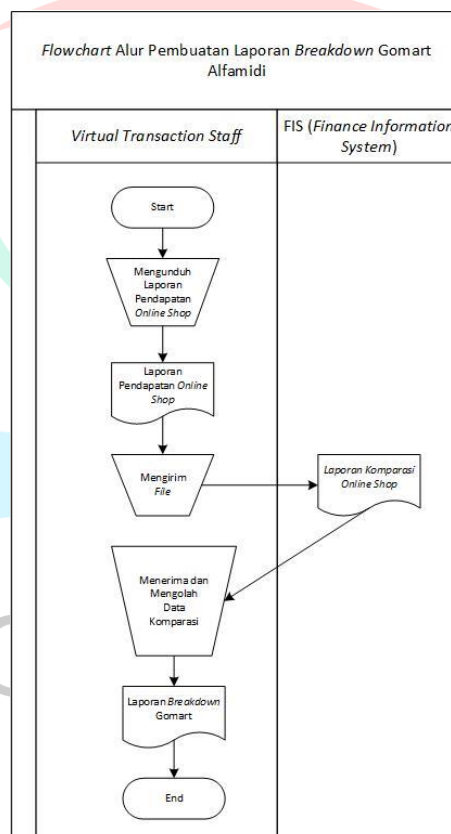 Flowchart Alur Pembuatan Laporan Breakdown Gomart
Alfamidi
Virtual Transaction Staff
FIS (Finance Information
System)
Start
Mengunduh
Laporan
Pendapatan
Online Shop
Laporan
Pendapatan Online
Shop
Mengirim
File
Laporan Komparasi
Online Shop
Menerima dan
Mengolah
Data
Komparasi
Laporan Breakdown
Gomart
End